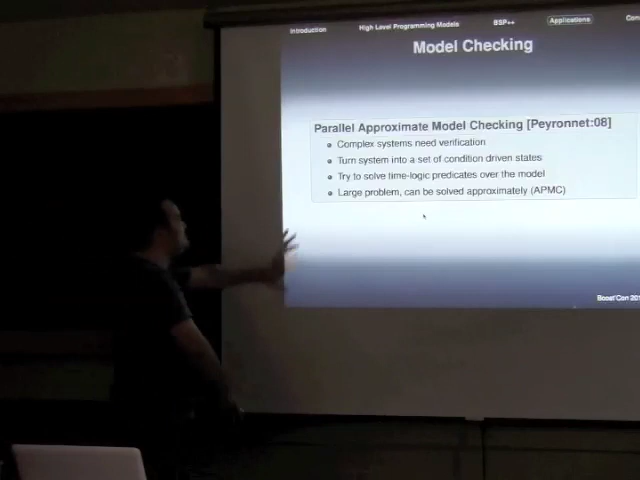 Introduction
High Level Programming Models
BSP++
Applications
Model Checking
Parallel Approximate Model Checking [Peyronnet:08]
Complex systems need verification
Turn system into a set of condition driven states
Try to solve time-logic predicates over the model
Large problem, can be solved approximately (APMC)
Boost'Con